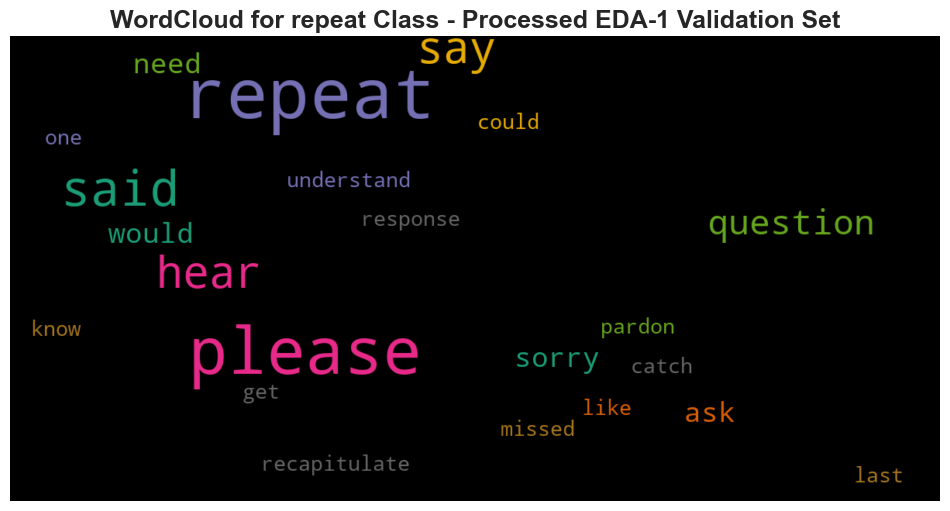 WordCloud for repeat Class - Processed EDA-1 Validation Set
say
need
repeat
could
one
understand
said
response
question
would
hear
know
pardon
please
sorry
catch
get
like
ask
missed
recapitulate
last